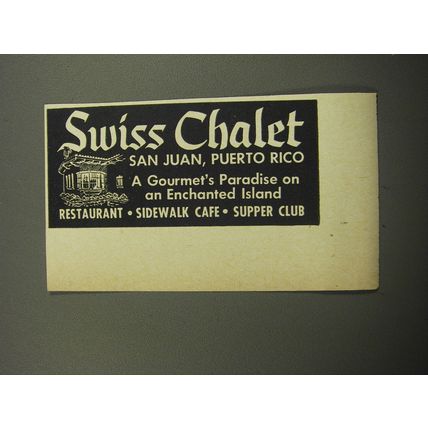 Swiss Chalet
SAN JUAN, PUERTO RICO
A Gourmet's Paradise on
an Enchanted Island
RESTAURANT • SIDEWALK CAFE • SUPPER CLUB